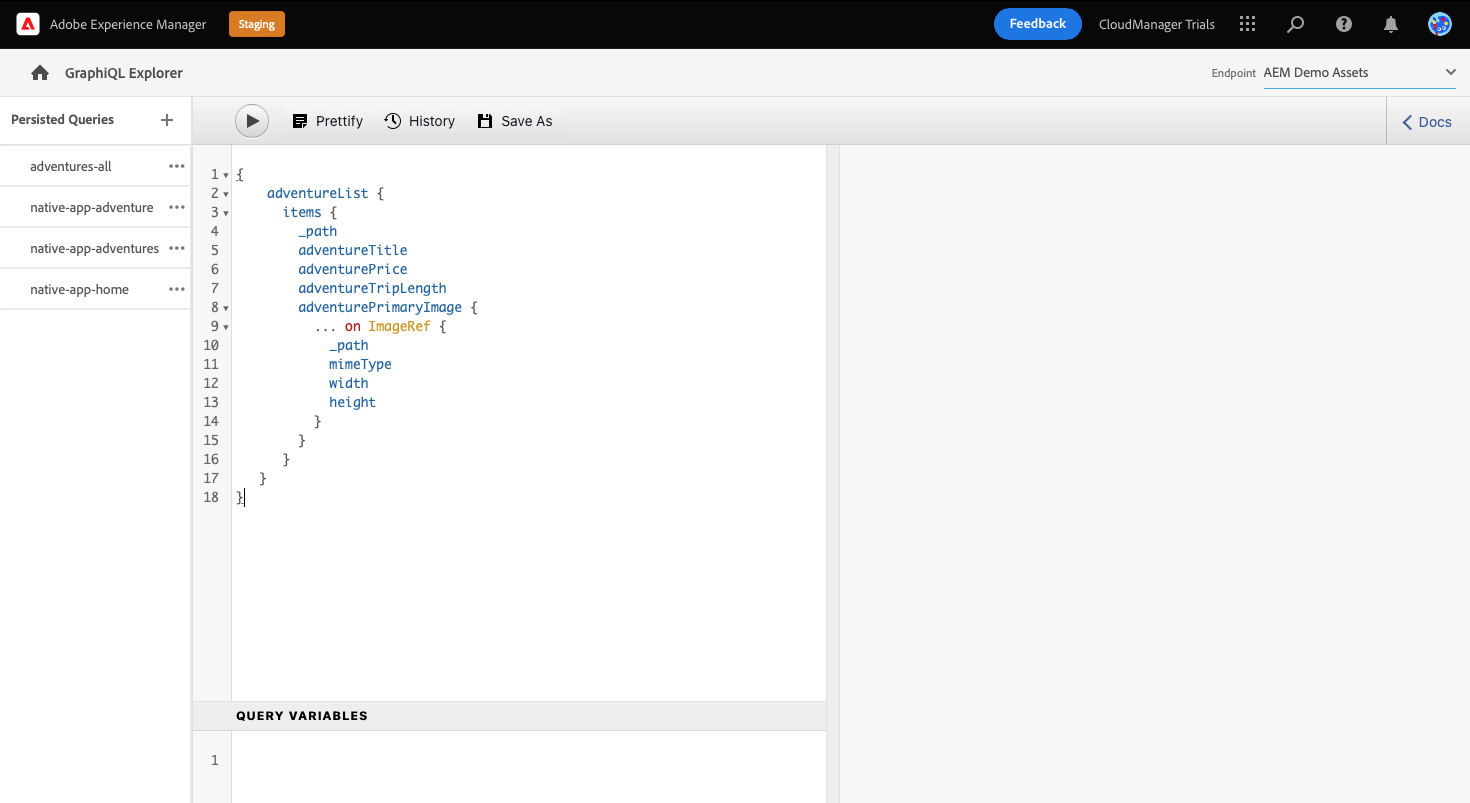 Adobe Experience Manager Staging Feedback CloudManager Trials
GraphiQL Explorer Endpoint AEM Demo Assets
Persisted Queries + Prettify History Save As Docs
adventures-all •••
native-app-adventure •••
native-app-adventures •••
native-app-home •••
1 {
2 adventureList {
3 items {
4 _path
5 adventureTitle
6 adventurePrice
7 adventureTripLength
8 adventurePrimaryImage {
9 ... on ImageRef {
10 _path
11 mimeType
12 width
13 height
14 }
15 }
16 }
17 }
18 }
QUERY VARIABLES
1